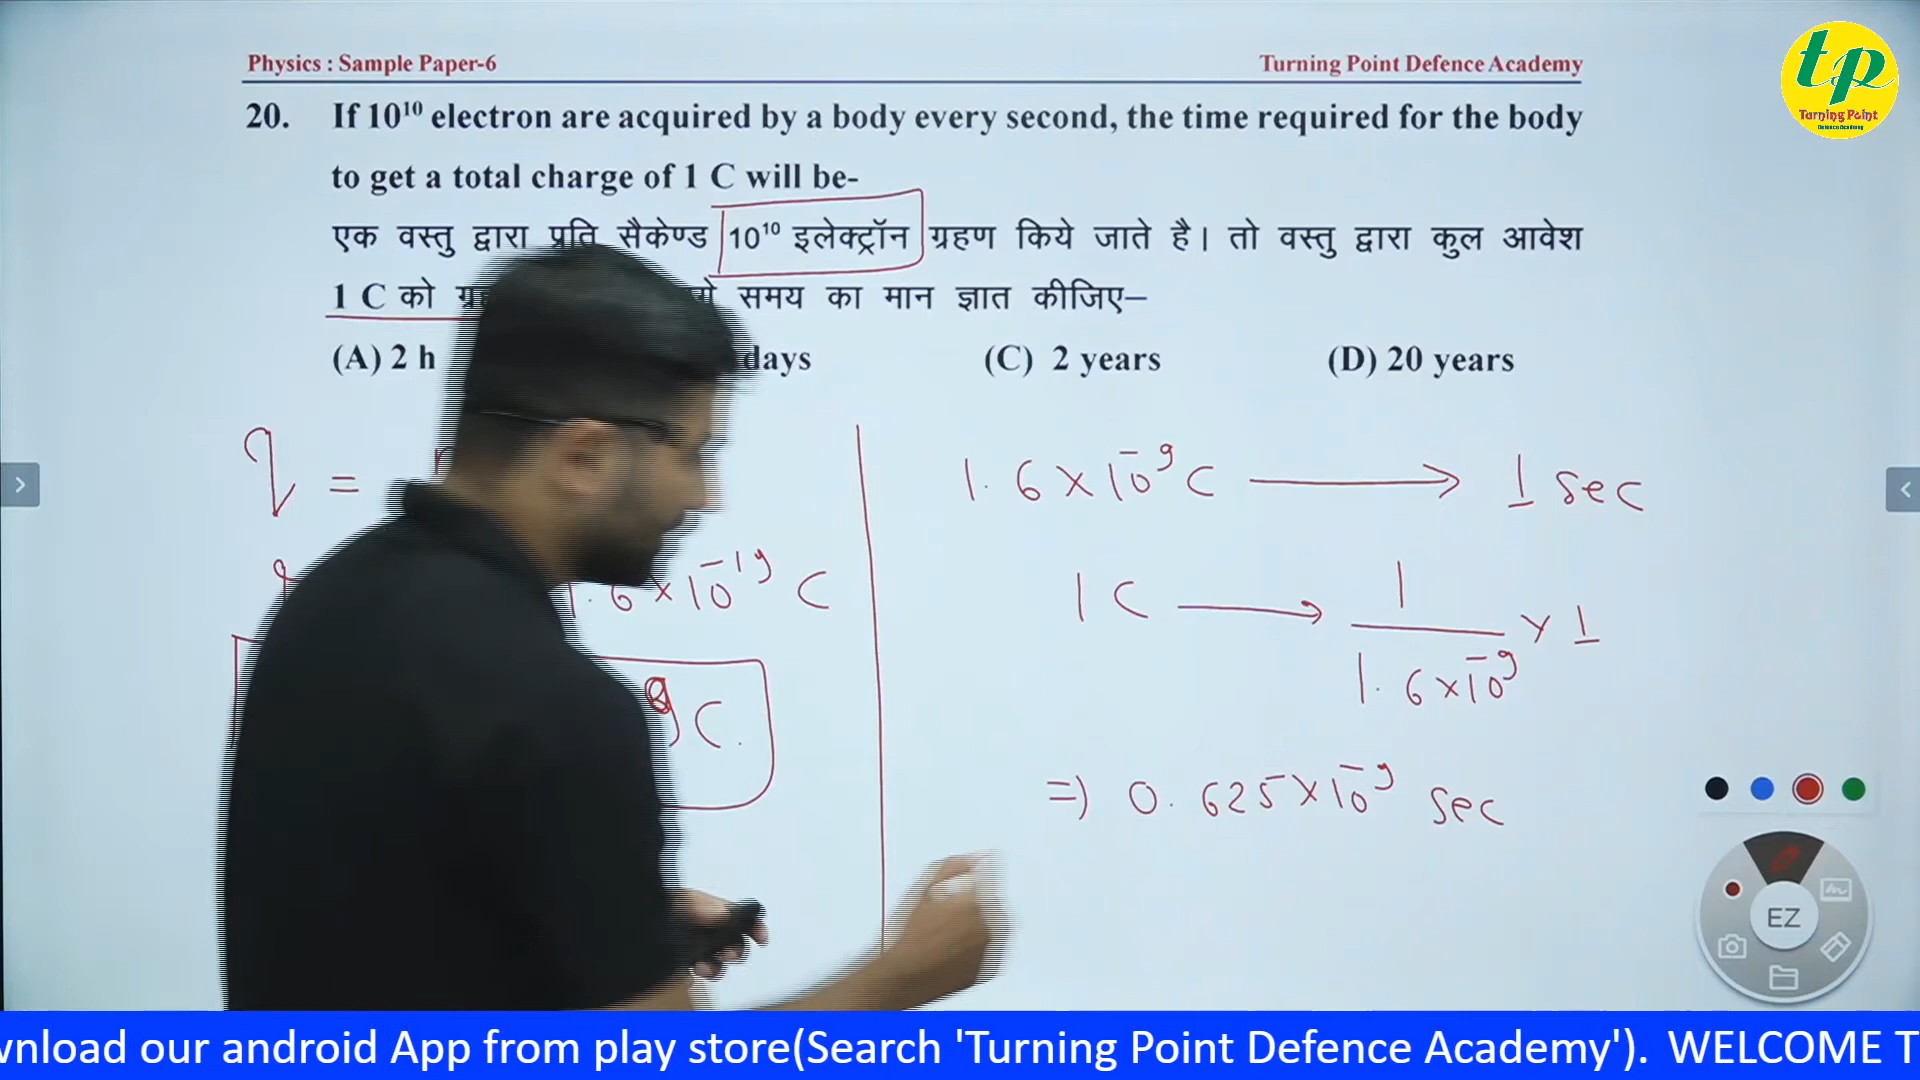 Physics : Sample Paper-6
Turning Point Defence Academy
tp
Turning Point
Defence Academy
20. If 10¹⁰ electron are acquired by a body every second, the time required for the body
to get a total charge of 1 C will be-
एक वस्तु द्वारा प्रति सैकेण्ड 10¹⁰ इलेक्ट्रॉन ग्रहण किये जाते है। तो वस्तु द्वारा कुल आवेश
1 C को समय का मान ज्ञात कीजिए–
(A) 2 h days (C) 2 years (D) 20 years
q =
1.6 × 10⁻¹⁹ C
C.
1.6 × 10⁻⁹ C → 1 sec
1 C → 1 / 1.6 × 10⁻⁹ × 1
⇒ 0.625 × 10⁻⁹ sec
EZ
wnload our android App from play store(Search 'Turning Point Defence Academy'). WELCOME T